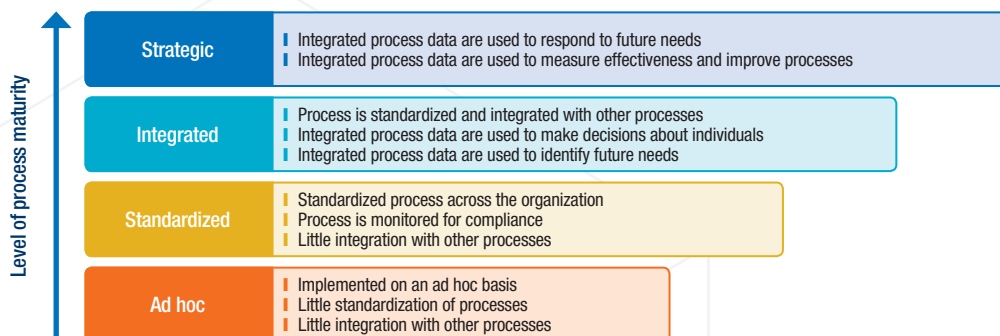 Level of process maturity
Strategic
Integrated process data are used to respond to future needs
Integrated process data are used to measure effectiveness and improve processes
Integrated
Process is standardized and integrated with other processes
Integrated process data are used to make decisions about individuals
Integrated process data are used to identify future needs
Standardized
Standardized process across the organization
Process is monitored for compliance
Little integration with other processes
Ad hoc
Implemented on an ad hoc basis
Little standardization of processes
Little integration with other processes